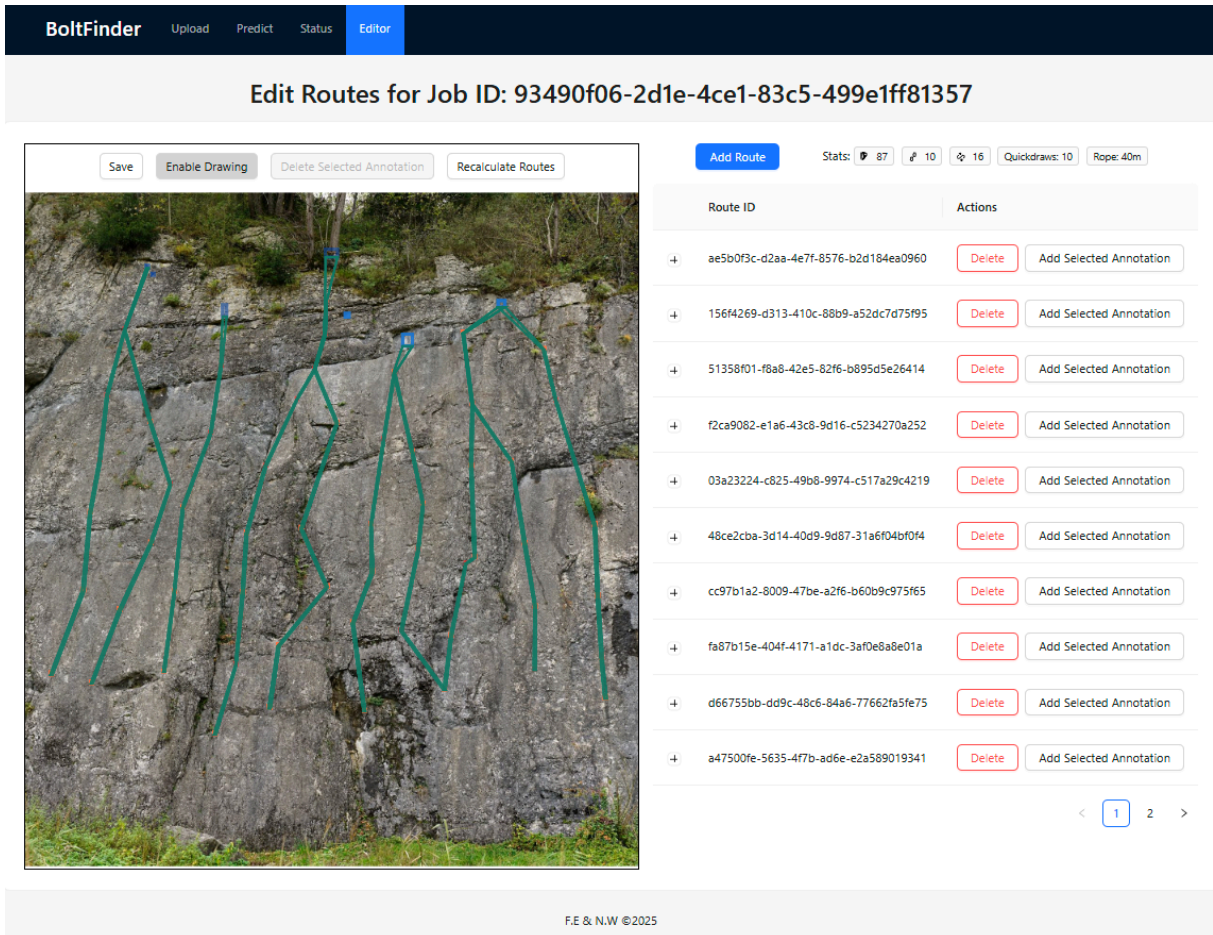 BoltFinder Upload Predict Status Editor
Edit Routes for Job ID: 93490f06-2d1e-4ce1-83c5-499e1ff81357
Save Enable Drawing Delete Selected Annotation Recalculate Routes
Add Route Stats: 87 10 16 Quickdraws: 10 Rope: 40m
Route ID Actions
ae5b0f3c-d2aa-4e7f-8576-b2d184ea0960 Delete Add Selected Annotation
156f4269-d313-410c-88b9-a52dc7d75f95 Delete Add Selected Annotation
51358f01-f8a8-42e5-82f6-b895d5e26414 Delete Add Selected Annotation
f2ca9082-e1a6-43c8-9d16-c5234270a252 Delete Add Selected Annotation
03a23224-c825-49b8-9974-c517a29c4219 Delete Add Selected Annotation
48ce2cba-3d14-40d9-9d87-31a6f04bf0f4 Delete Add Selected Annotation
cc97b1a2-8009-47be-a2f6-b60b9c975f65 Delete Add Selected Annotation
fa87b15e-404f-4171-a1dc-3af0e8a8e01a Delete Add Selected Annotation
d66755bb-dd9c-48c6-84a6-77662fa5fe75 Delete Add Selected Annotation
a47500fe-5635-4f7b-ad6e-e2a589019341 Delete Add Selected Annotation
< 1 2 >
F.E & N.W ©2025